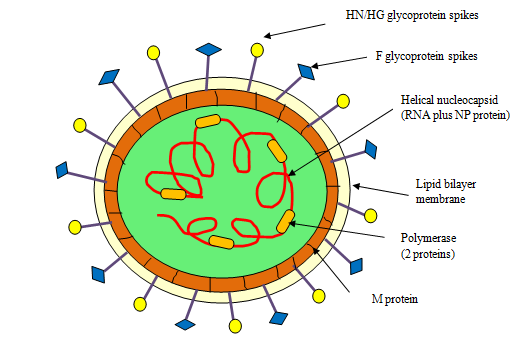 HN/HG glycoprotein spikes
F glycoprotein spikes
Helical nucleocapsid
(RNA plus NP protein)
Lipid bilayer
membrane
Polymerase
(2 proteins)
M protein